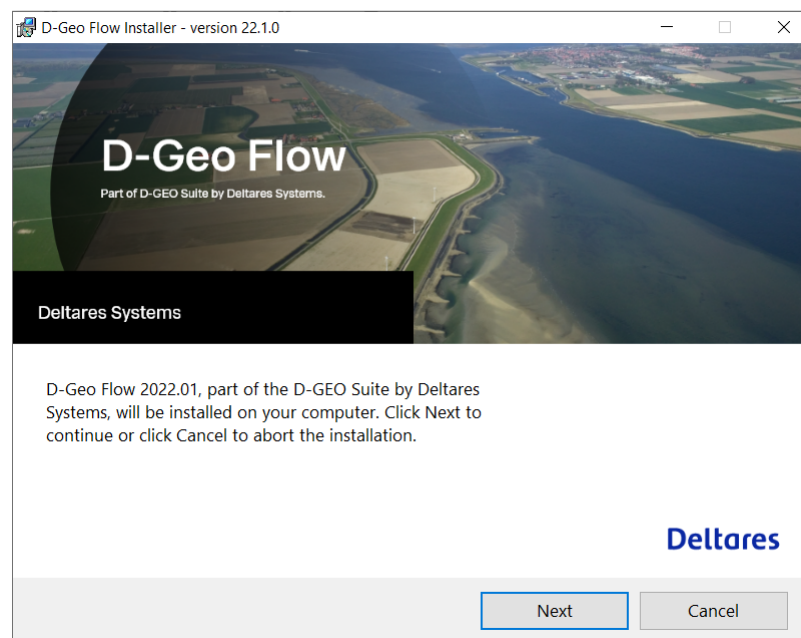 D-Geo Flow Installer - version 22.1.0
D-Geo Flow
Part of D-GEO Suite by Deltares Systems.
Deltares Systems
D-Geo Flow 2022.01, part of the D-GEO Suite by Deltares
Systems, will be installed on your computer. Click Next to
continue or click Cancel to abort the installation.
Deltares
Next
Cancel